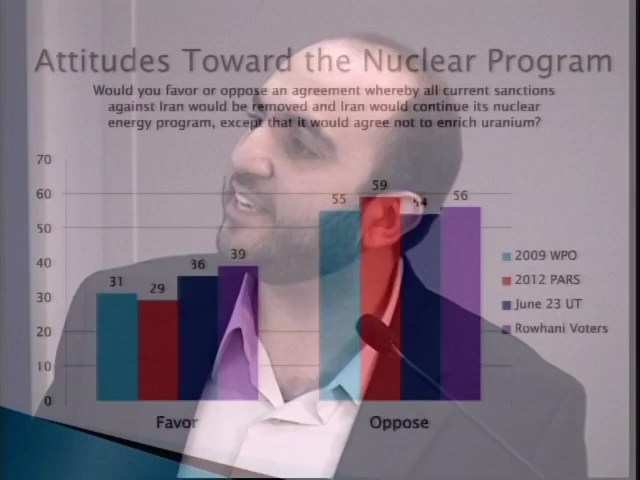 Attitudes Toward the Nuclear Program
Would you favor or oppose an agreement whereby all current sanctions
against Iran would be removed and Iran would continue its nuclear
energy program, except that it would agree not to enrich uranium?
70
60
50
40
30
20
10
0
31
29
36
39
55
59
54
56
Favor
Oppose
2009 WPO
2012 PARS
June 23 UT
Rowhani Voters